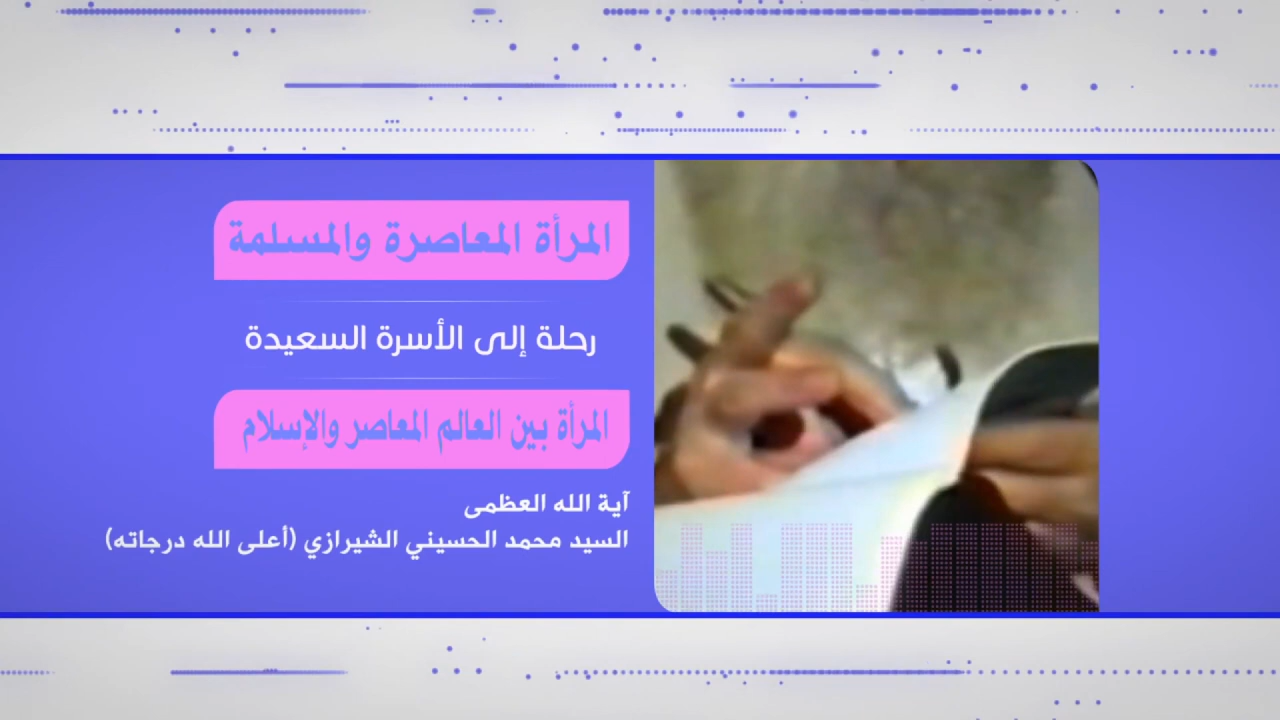 المرأة المعاصرة والمسلمة
رحلة إلى الأسرة السعيدة
المرأة بين العالم المعاصر والإسلام
آية الله العظمى
السيد محمد الحسيني الشيرازي (أعلى الله درجاته)